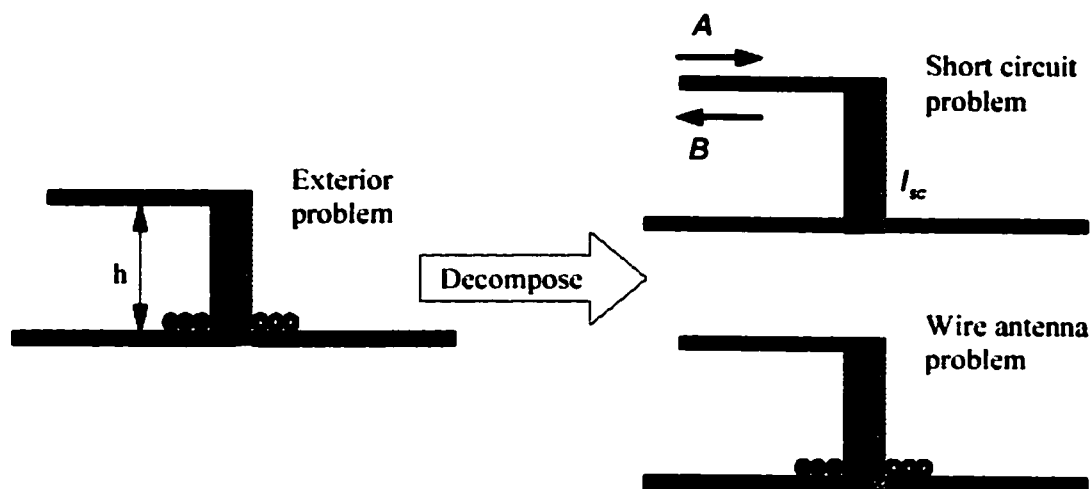 A
Short circuit
problem
B
I_sc
Exterior
problem
h
Decompose
Wire antenna
problem